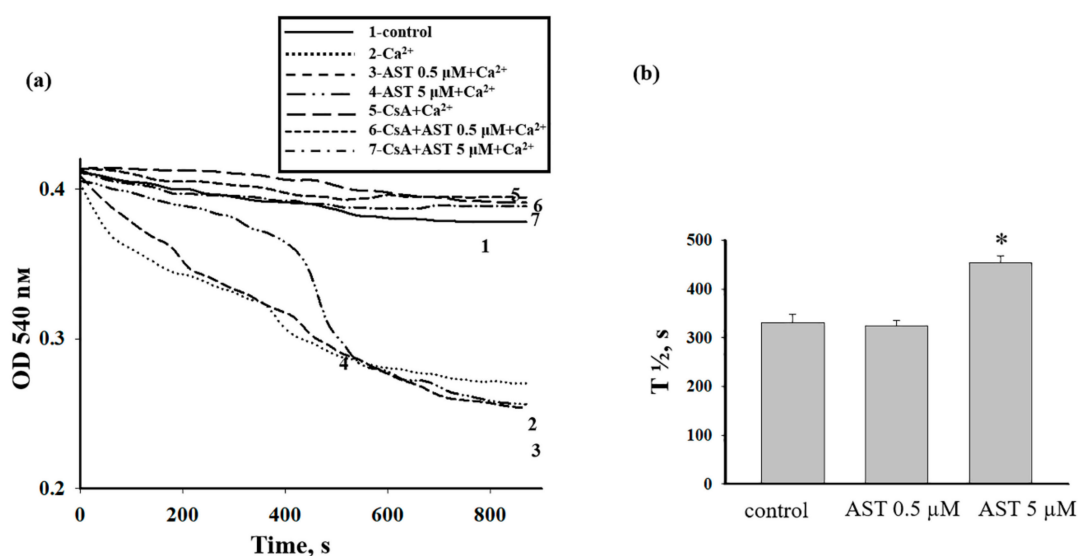 1-control
2-Ca²⁺
3-AST 0.5 µM+Ca²⁺
4-AST 5 µM+Ca²⁺
5-CsA+Ca²⁺
6-CsA+AST 0.5 µM+Ca²⁺
7-CsA+AST 5 µM+Ca²⁺
(a)
OD 540 нм
0.4
0.3
0.2
5
6
7
1
4
2
3
0
200
400
600
800
Time, s
(b)
T ½, s
500
400
300
200
100
0
*
control
AST 0.5 µM
AST 5 µM